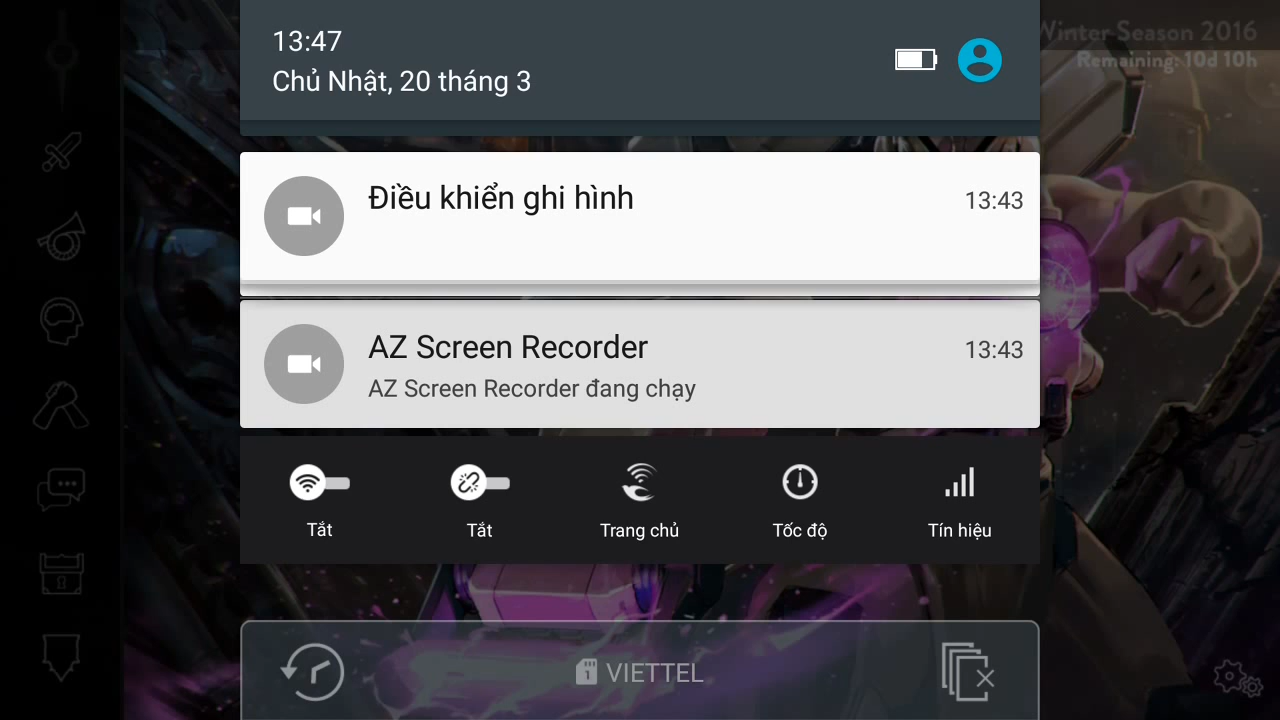 13:47
Chủ Nhật, 20 tháng 3
Winter Season 2016
Remaining: 10d 10h
Điều khiển ghi hình
13:43
AZ Screen Recorder
13:43
AZ Screen Recorder đang chạy
Tắt
Tắt
Trang chủ
Tốc độ
Tín hiệu
1
VIETTEL